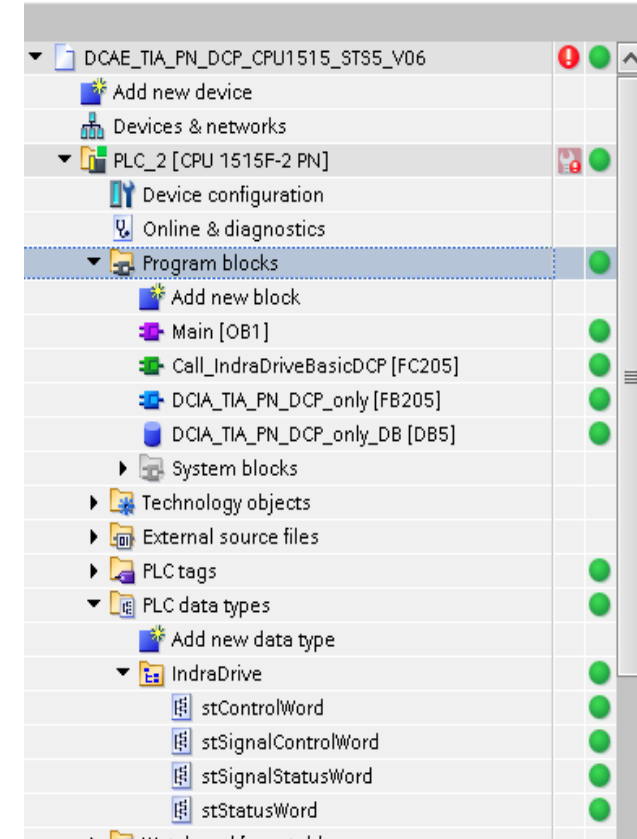 DCAE_TIA_PN_DCP_CPU1515_STS5_V06
Add new device
Devices & networks
PLC_2 [CPU 1515F-2 PN]
Device configuration
Online & diagnostics
Program blocks
Add new block
Main [OB1]
Call_IndraDriveBasicDCP [FC205]
DCIA_TIA_PN_DCP_only [FB205]
DCIA_TIA_PN_DCP_only_DB [DB5]
System blocks
Technology objects
External source files
PLC tags
PLC data types
Add new data type
IndraDrive
stControlWord
stSignalControlWord
stSignalStatusWord
stStatusWord